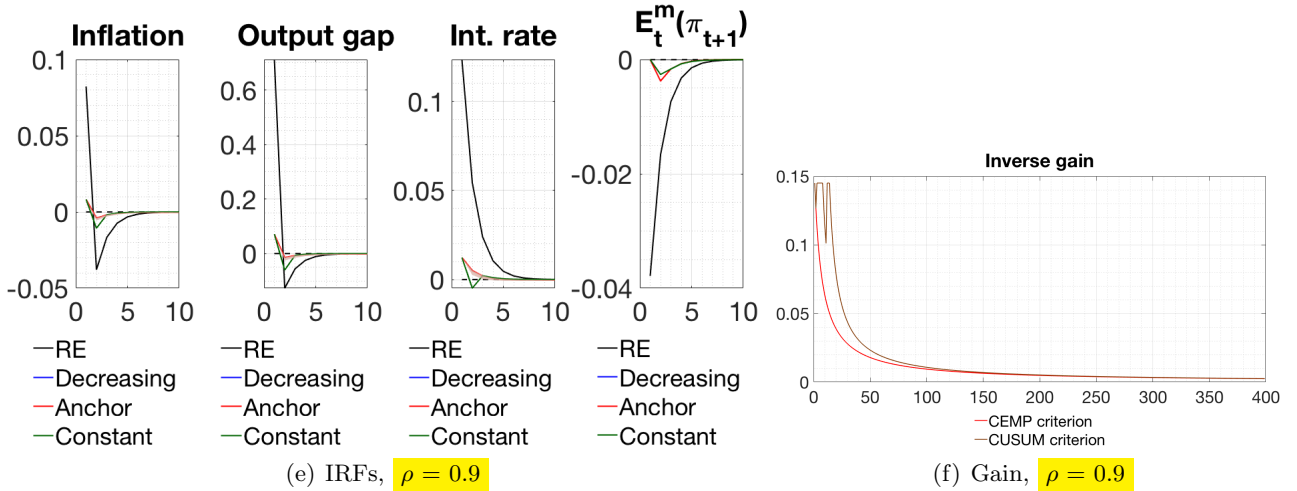 Inflation
0.1
0.05
0
-0.05
0 5 10
RE
Decreasing
Anchor
Constant
Output gap
0.6
0.4
0.2
0
0 5 10
RE
Decreasing
Anchor
Constant
Int. rate
0.1
0.05
0
0 5 10
RE
Decreasing
Anchor
Constant
E_t^m(π_{t+1})
0
-0.02
-0.04
0 5 10
RE
Decreasing
Anchor
Constant
(e) IRFs, ρ = 0.9
Inverse gain
0.15
0.1
0.05
0
0 50 100 150 200 250 300 350 400
CEMP criterion
CUSUM criterion
(f) Gain, ρ = 0.9